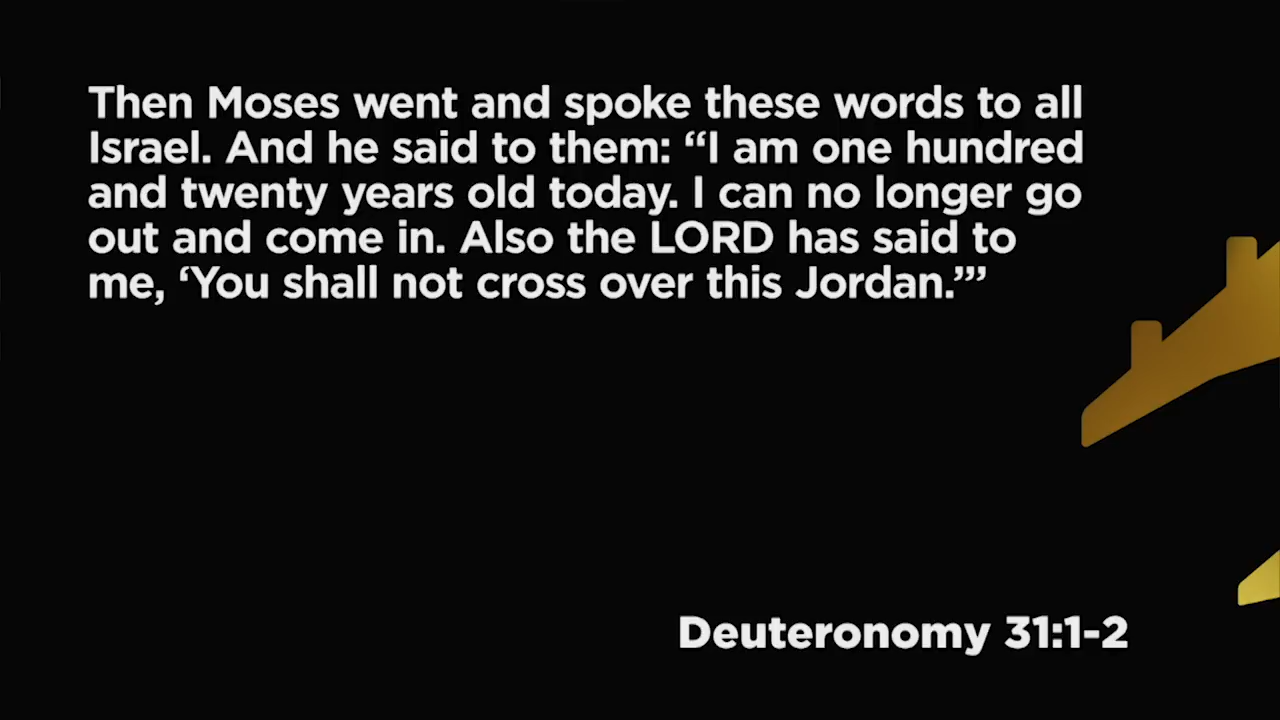 Then Moses went and spoke these words to all
Israel. And he said to them: “I am one hundred
and twenty years old today. I can no longer go
out and come in. Also the LORD has said to
me, ‘You shall not cross over this Jordan.’”’
Deuteronomy 31:1-2